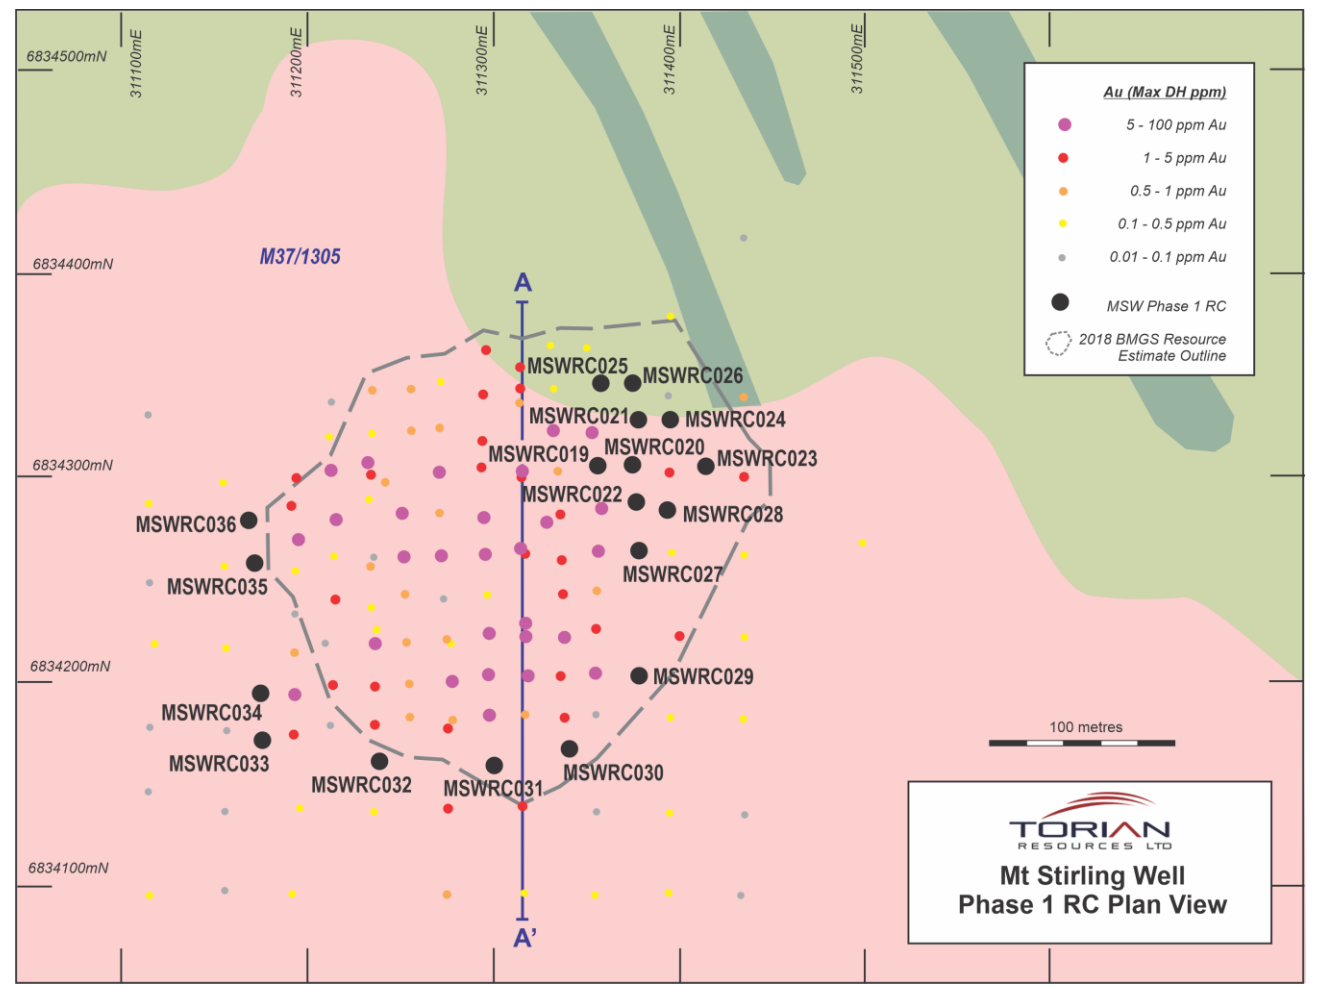 311100mE
311200mE
311300mE
311400mE
311500mE
6834500mN
6834400mN
6834300mN
6834200mN
6834100mN
M37/1305
A
MSWRC025
MSWRC026
MSWRC021
MSWRC024
MSWRC020
MSWRC019
MSWRC023
MSWRC022
MSWRC028
MSWRC036
MSWRC027
MSWRC035
MSWRC029
MSWRC034
MSWRC033
MSWRC030
MSWRC032
MSWRC031
A'
Au (Max DH ppm)
5 - 100 ppm Au
1 - 5 ppm Au
0.5 - 1 ppm Au
0.1 - 0.5 ppm Au
0.01 - 0.1 ppm Au
MSW Phase 1 RC
2018 BMGS Resource
Estimate Outline
100 metres
TORIAN
RESOURCES LTD
Mt Stirling Well
Phase 1 RC Plan View